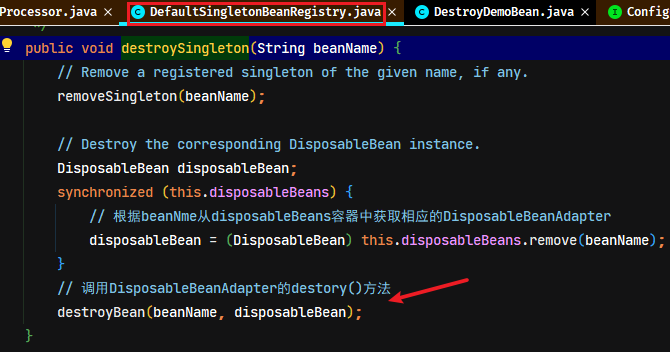 Processor.java × C DefaultSingletonBeanRegistry.java × C DestroyDemoBean.java × I Config
public void destroySingleton(String beanName) {
// Remove a registered singleton of the given name, if any.
removeSingleton(beanName);
// Destroy the corresponding DisposableBean instance.
DisposableBean disposableBean;
synchronized (this.disposableBeans) {
// 根据beanNme从disposableBeans容器中获取相应的DisposableBeanAdapter
disposableBean = (DisposableBean) this.disposableBeans.remove(beanName);
}
// 调用DisposableBeanAdapter的destory()方法
destroyBean(beanName, disposableBean);
}